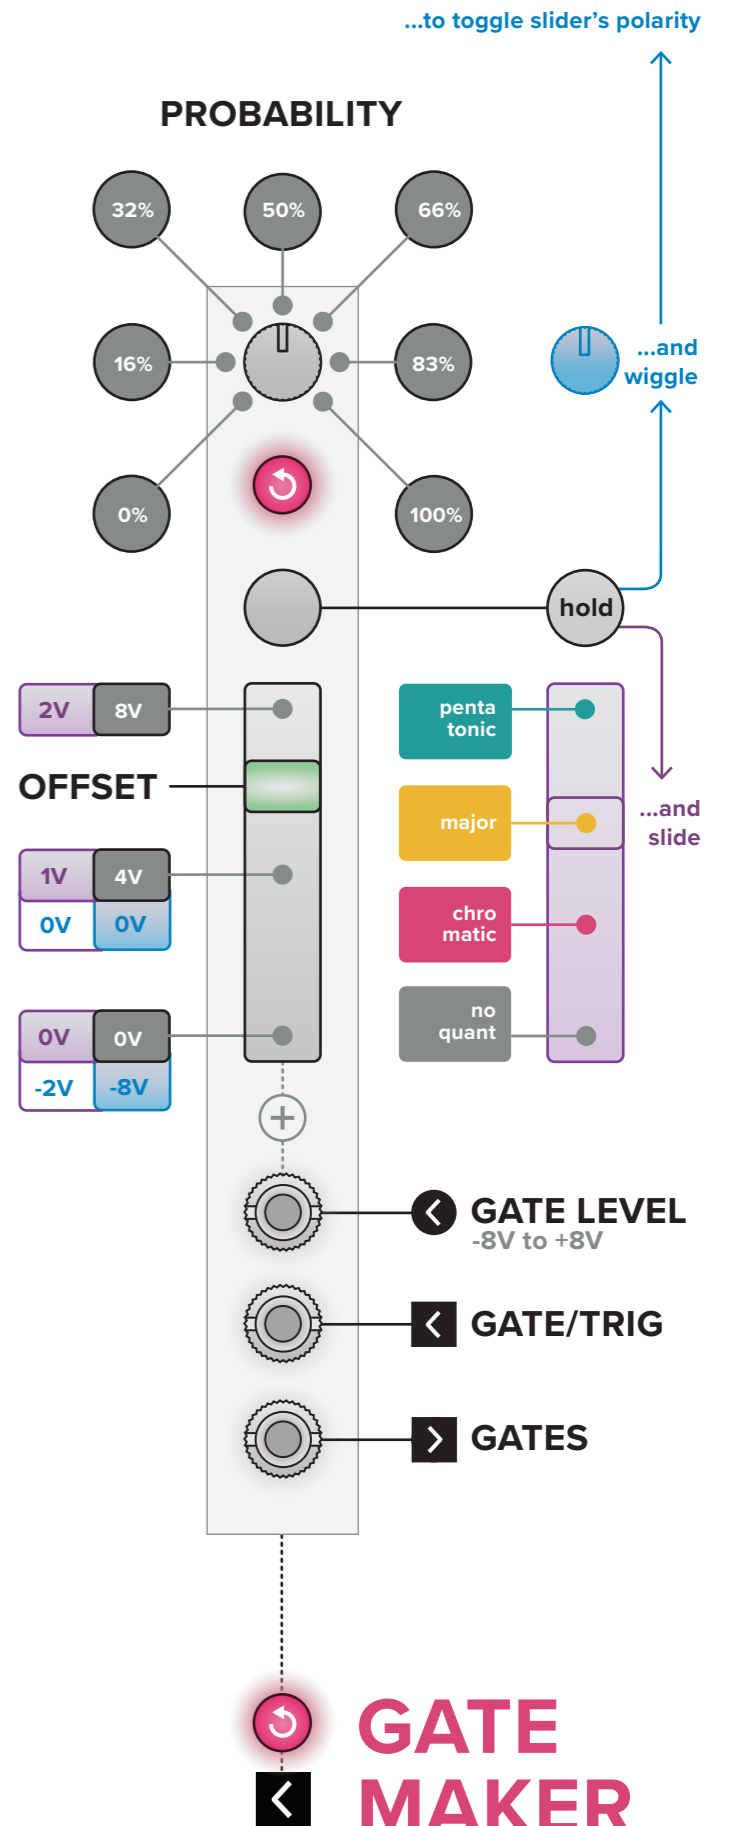 ...to toggle slider's polarity
PROBABILITY
32%
50%
66%
16%
83%
...and
wiggle
0%
100%
hold
2V 8V
penta
tonic
OFFSET
major
...and
slide
1V 4V
0V 0V
chro
matic
no
quant
0V 0V
-2V -8V
GATE LEVEL
-8V to +8V
GATE/TRIG
GATES
GATE
MAKER